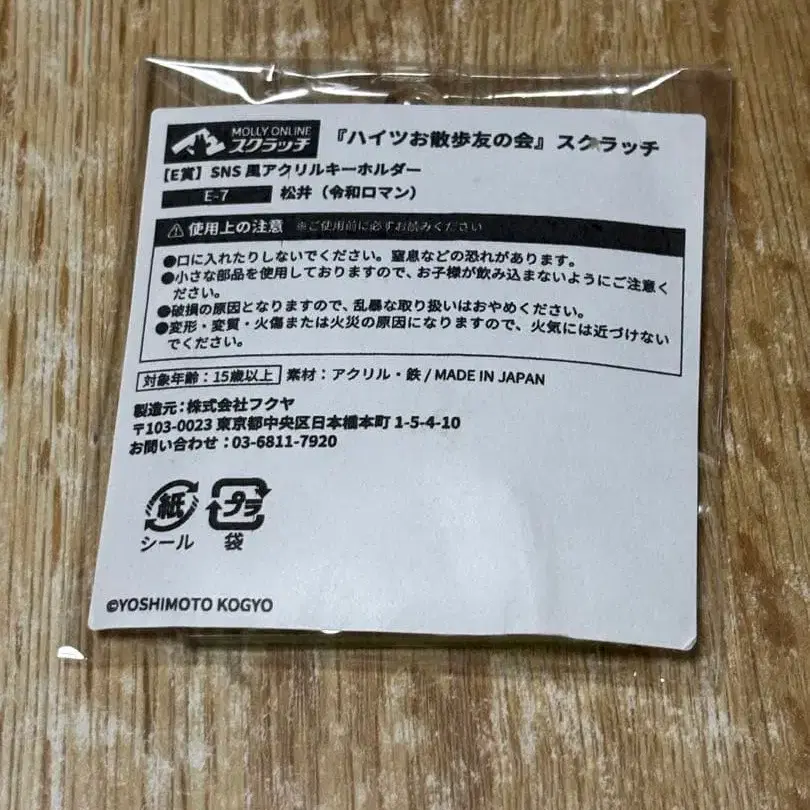 MOLLY ONLINE
スクラッチ
『ハイツお散歩友の会』スクラッチ
【E賞】SNS風アクリルキーホルダー
E-7 松井（令和ロマン）
⚠使用上の注意 ※ご使用前に必ずお読みください
●口に入れたりしないでください。窒息などの恐れがあります。
●小さな部品を使用しておりますので、お子様が飲み込まないようにご注意く
ださい。
●破損の原因となりますので、乱暴な取り扱いはおやめください。
●変形・変質・火傷または火災の原因になりますので、火気には近づけない
でください。
対象年齢：15歳以上 素材：アクリル・鉄 / MADE IN JAPAN
製造元：株式会社フクヤ
〒103-0023 東京都中央区日本橋本町 1-5-4-10
お問い合わせ：03-6811-7920
紙 プラ
シール 袋
©YOSHIMOTO KOGYO